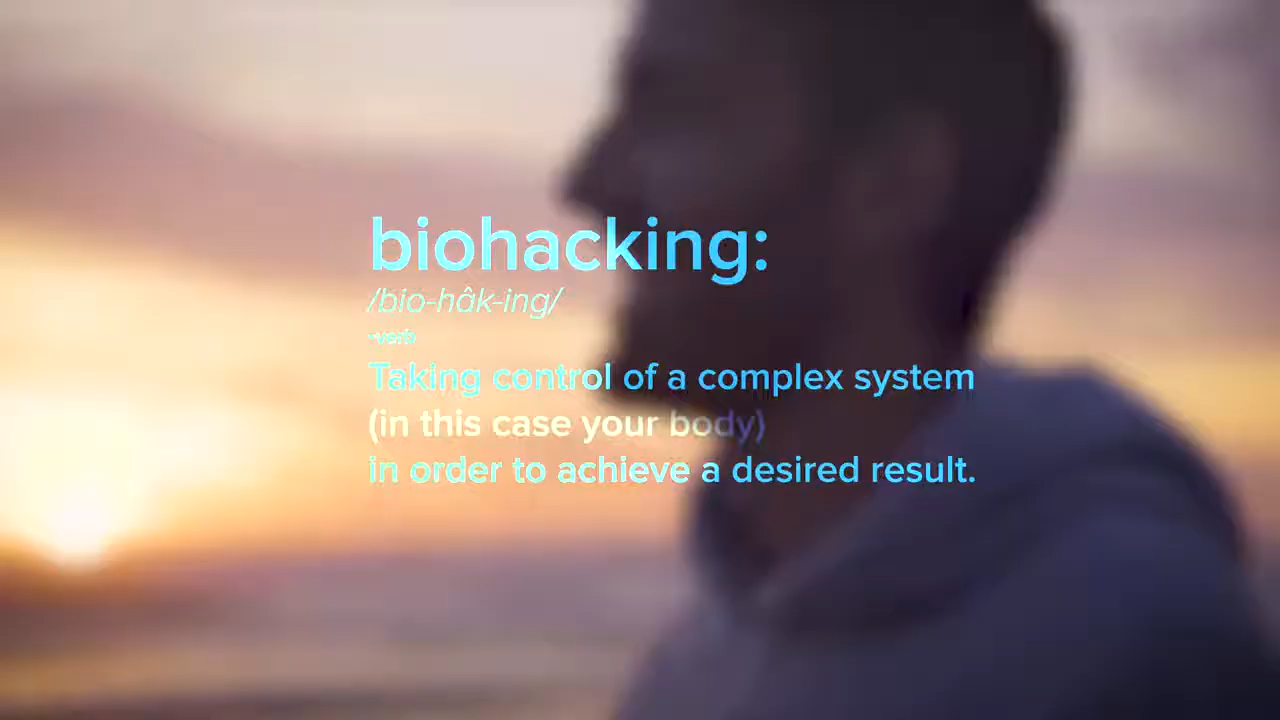 biohacking:
/bio-hâk-ing/
-verb
Taking control of a complex system
(in this case your body)
in order to achieve a desired result.